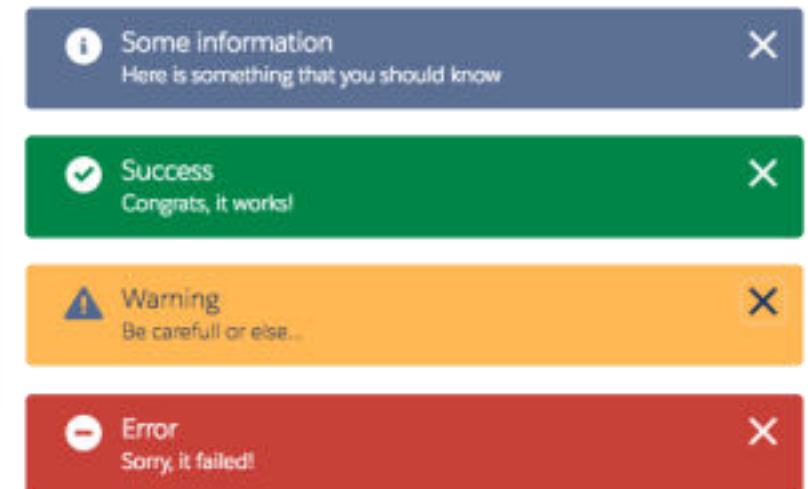 Some information
Here is something that you should know
Success
Congrats, it works!
Warning
Be carefull or else...
Error
Sorry, it failed!